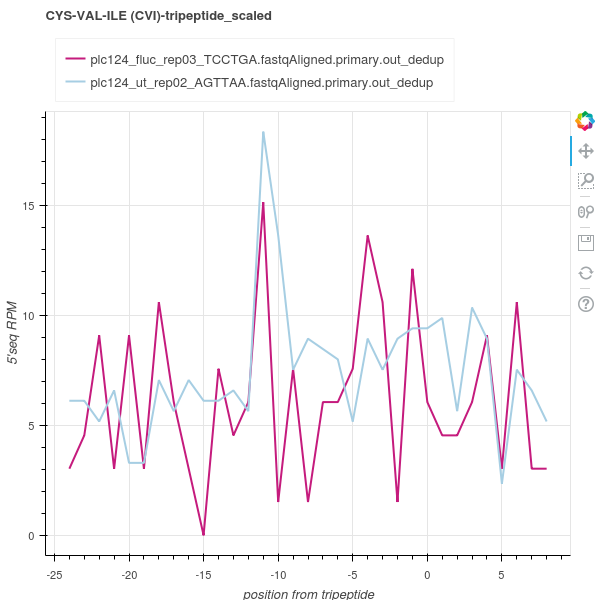 CYS-VAL-ILE (CVI)-tripeptide_scaled
plc124_fluc_rep03_TCCTGA.fastqAligned.primary.out_dedup
plc124_ut_rep02_AGTTAA.fastqAligned.primary.out_dedup
15
10
5
0
5'seq RPM
-25 -20 -15 -10 -5 0 5
position from tripeptide